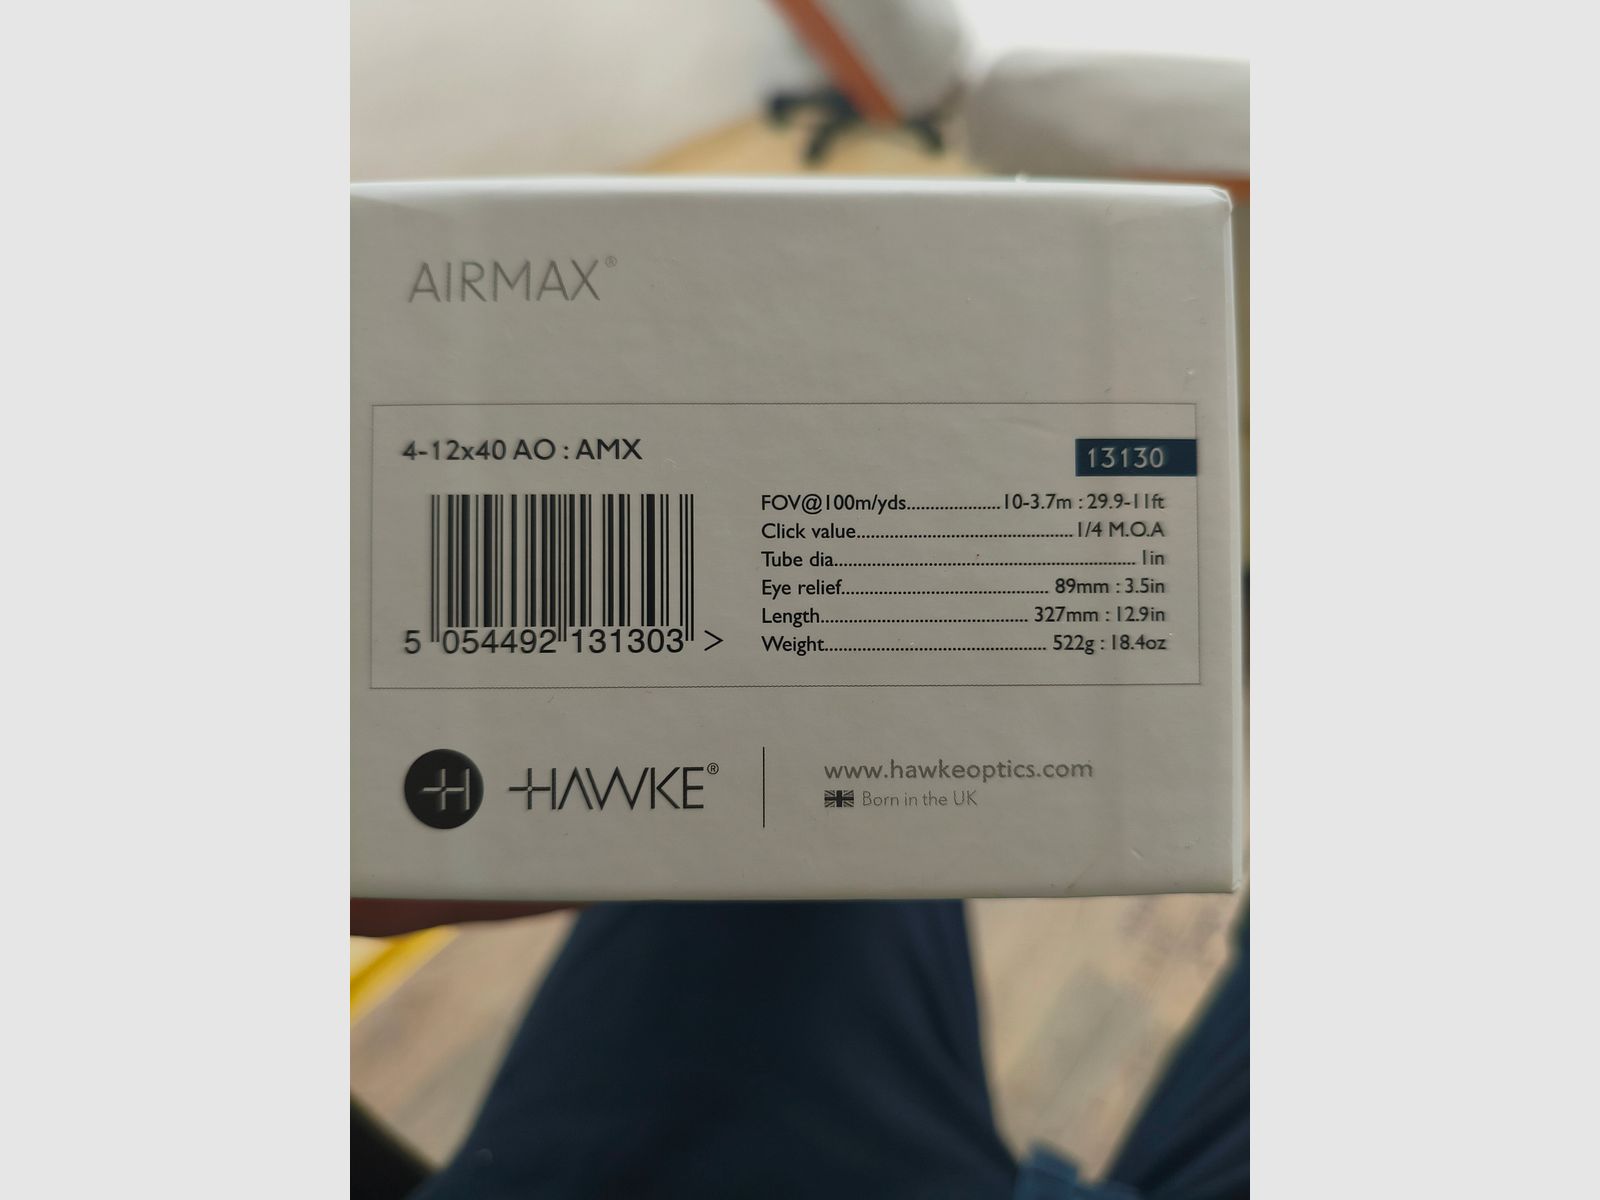 AIRMAX®
4-12x40 AO : AMX
13130
FOV@100m/yds....................10-3.7m : 29.9-11ft
Click value..............................................1/4 M.O.A
Tube dia................................................................ 1in
Eye relief............................................ 89mm : 3.5in
Length............................................ 327mm : 12.9in
Weight............................................... 522g : 18.4oz
5 054492 131303 >
H HAWKE®
www.hawkeoptics.com
Born in the UK